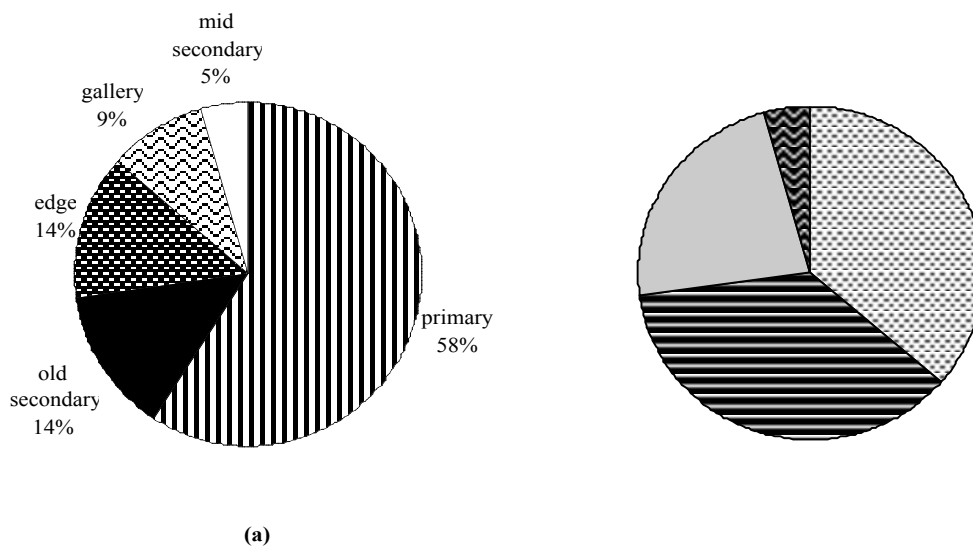 mid
secondary
5%
gallery
9%
edge
14%
primary
58%
old
secondary
14%
(a)